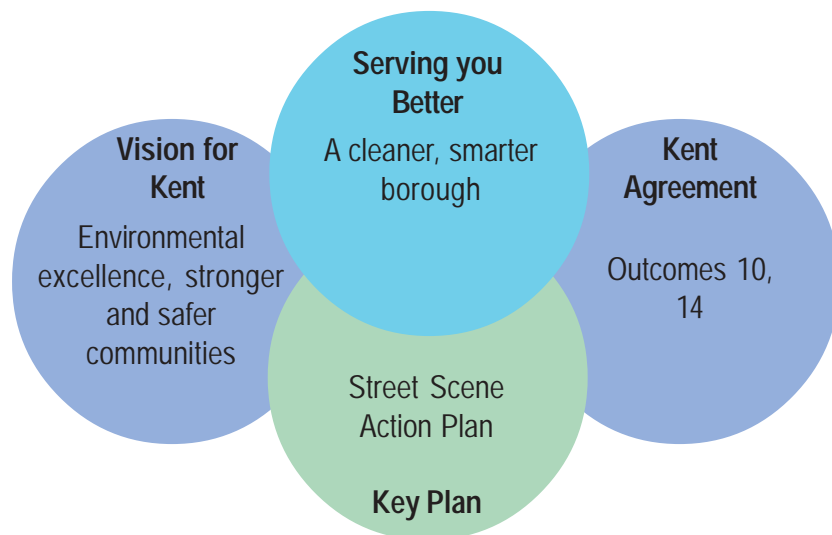 Serving you
Better
A cleaner, smarter
borough
Vision for
Kent
Environmental
excellence, stronger
and safer
communities
Kent
Agreement
Outcomes 10,
14
Street Scene
Action Plan
Key Plan